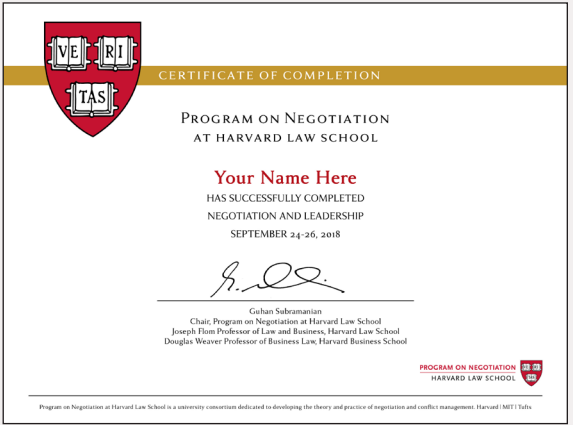 VE RI
TAS
CERTIFICATE OF COMPLETION
PROGRAM ON NEGOTIATION
AT HARVARD LAW SCHOOL
Your Name Here
HAS SUCCESSFULLY COMPLETED
NEGOTIATION AND LEADERSHIP
SEPTEMBER 24-26, 2018
Guhan Subramanian
Chair, Program on Negotiation at Harvard Law School
Joseph Flom Professor of Law and Business, Harvard Law School
Douglas Weaver Professor of Business Law, Harvard Business School
PROGRAM ON NEGOTIATION
HARVARD LAW SCHOOL
VE RI
TAS
Program on Negotiation at Harvard Law School is a university consortium dedicated to developing the theory and practice of negotiation and conflict management. Harvard | MIT | Tufts